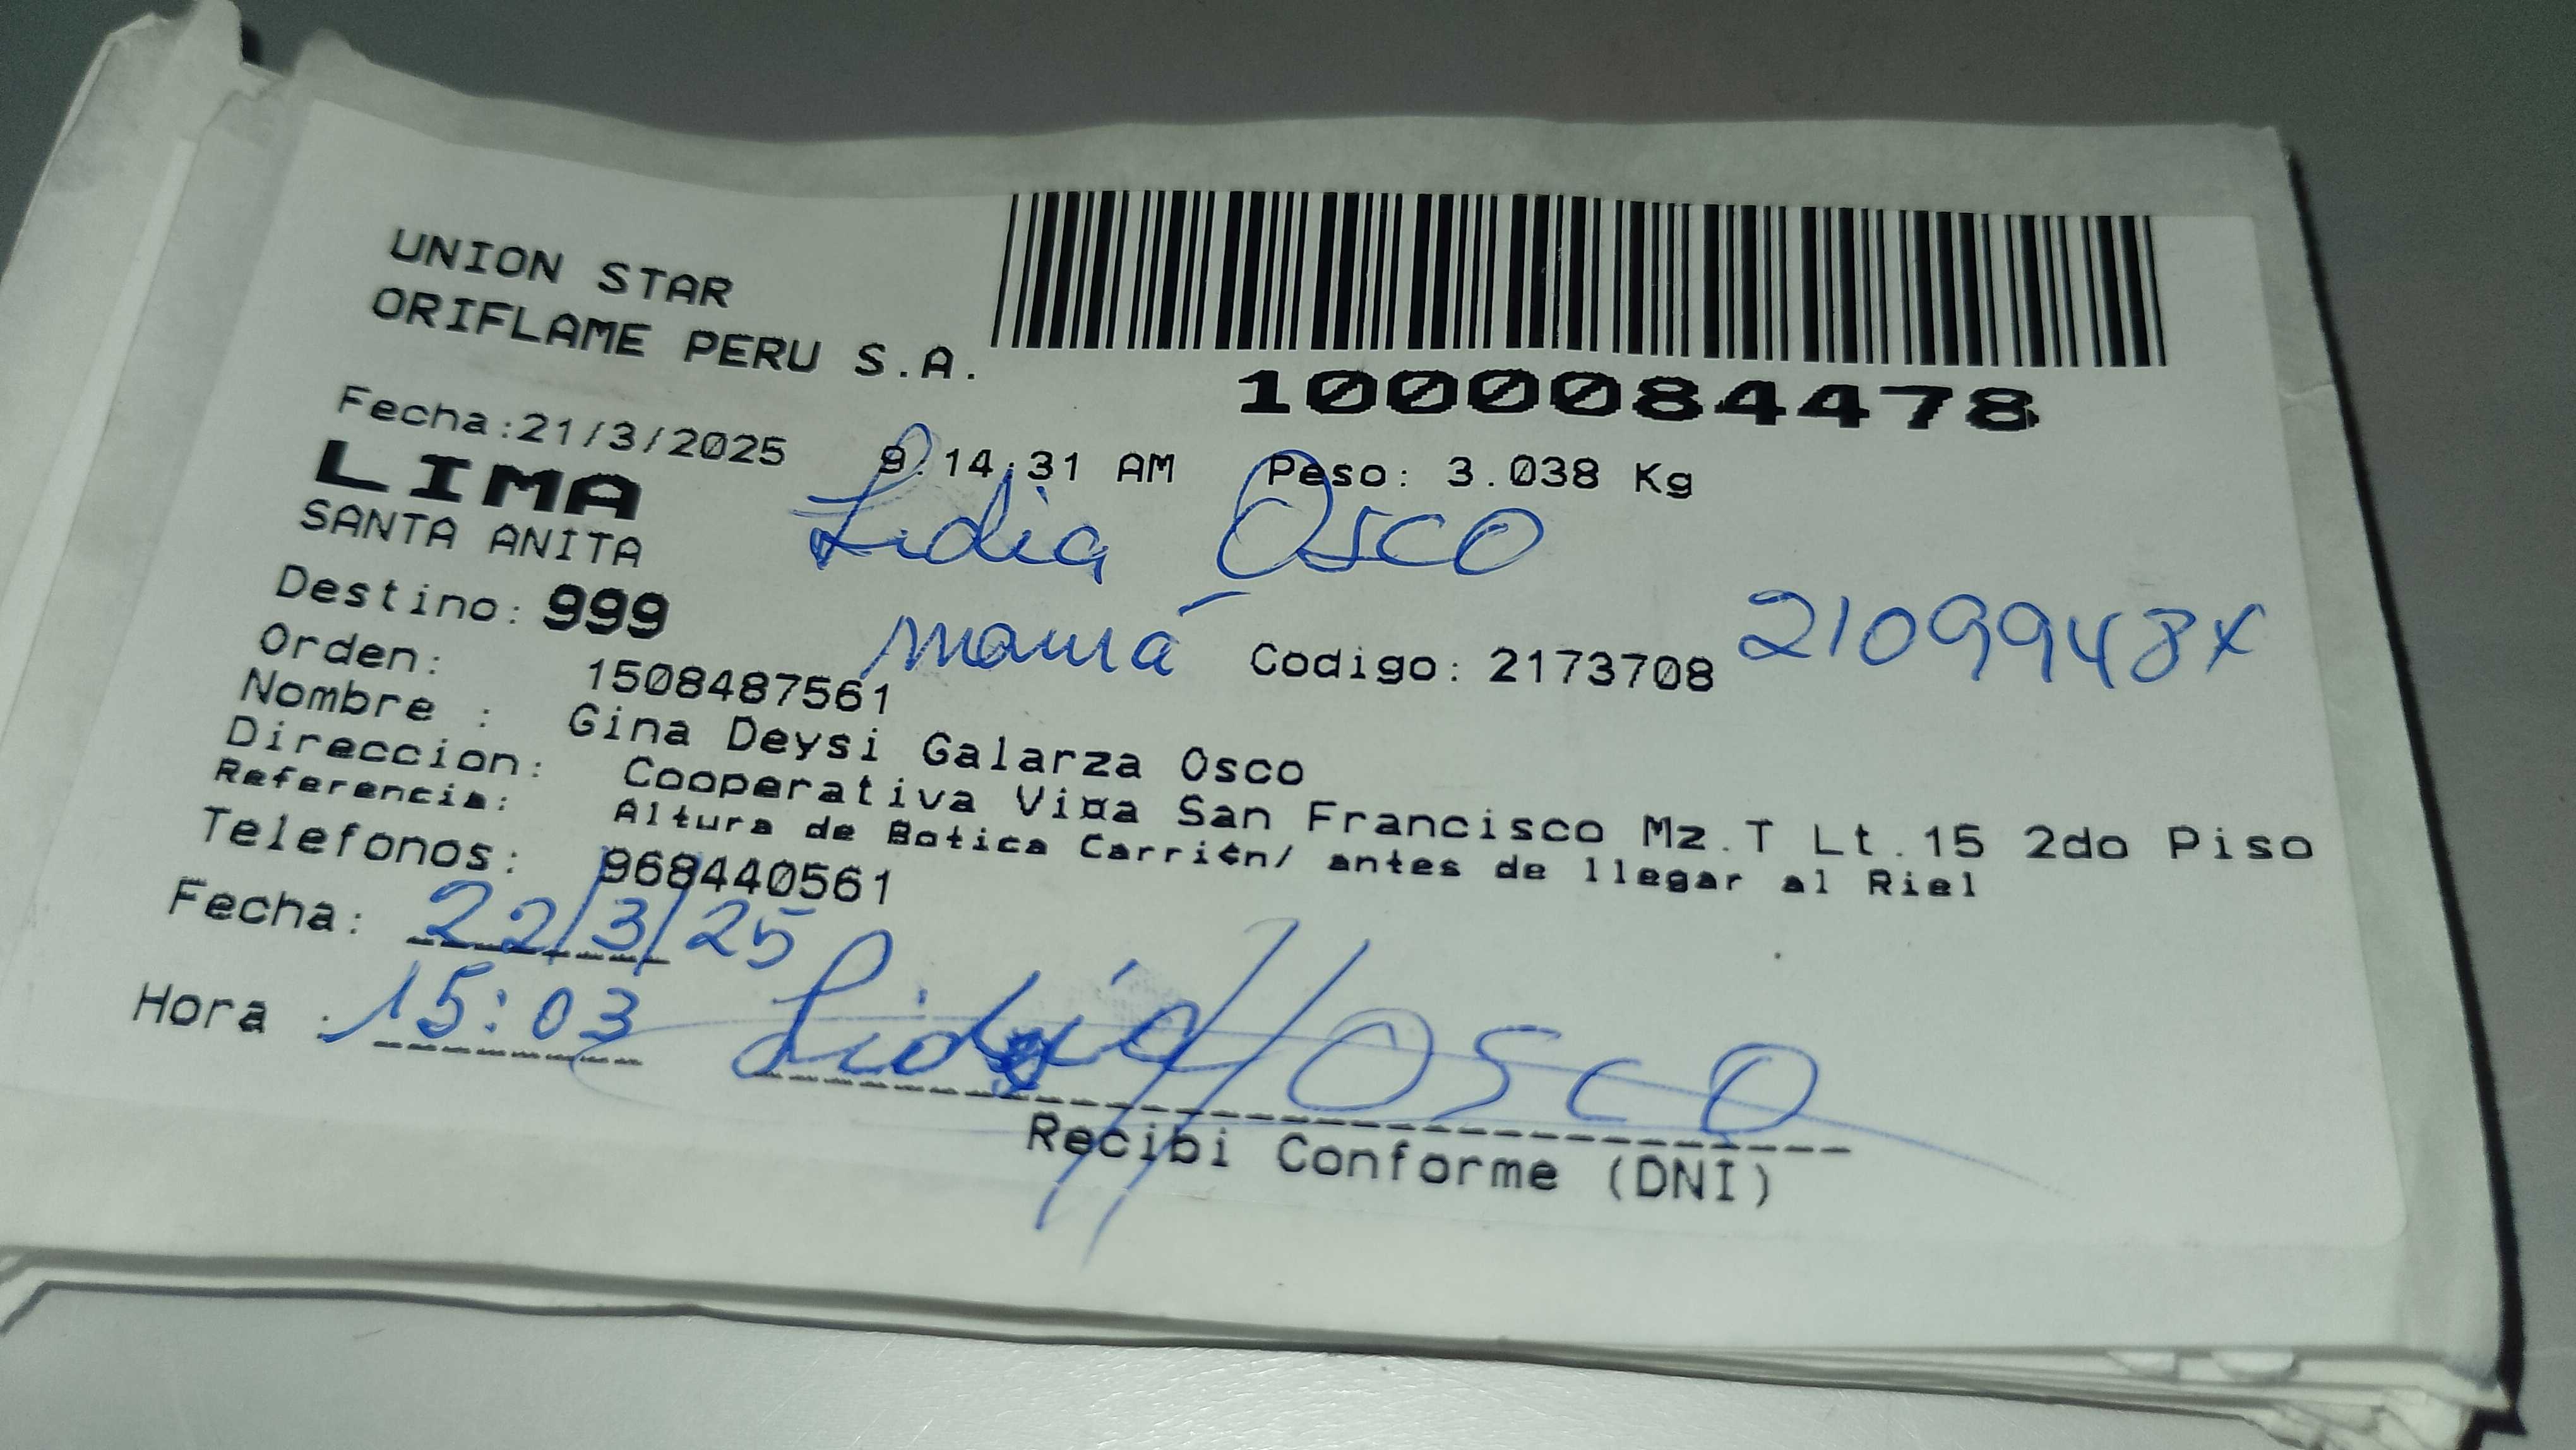 UNION STAR
ORIFLAME PERU S.A.
1000084478
Fecha:21/3/2025 9:14:31 AM Peso: 3.038 Kg
LIMA
SANTA ANITA
Lidia Osco
Destino: 999
mamá
Orden: 1508487561 Codigo: 2173708
2109948x
Nombre : Gina Deysi Galarza Osco
Direccion: Cooperativa Viña San Francisco Mz.T Lt.15 2do Piso
Referencia: Altura de Botica Carrión/ antes de llegar al Riel
Telefonos: 968440561
Fecha: 22/3/25
Hora : 15:03
Lidia Osco
Recibi Conforme (DNI)